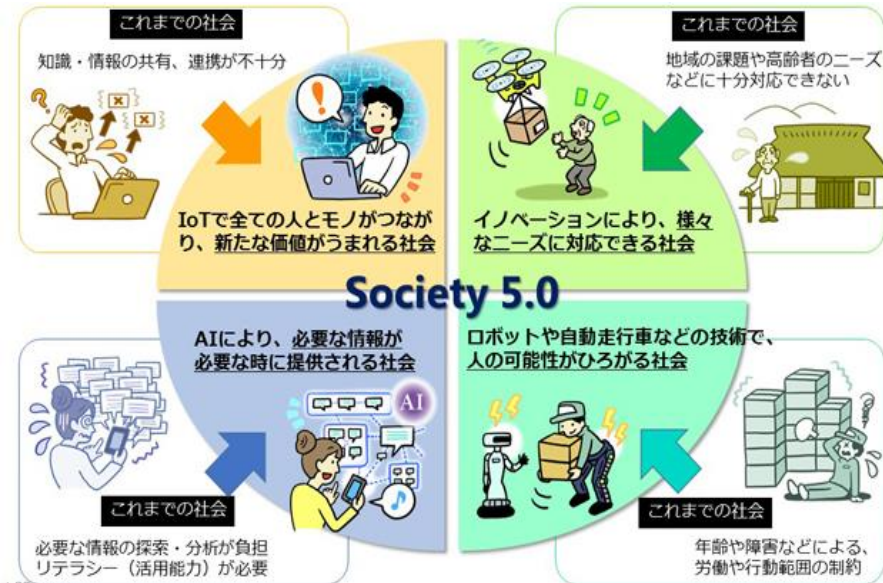 これまでの社会
知識・情報の共有、連携が不十分
IoTで全ての人とモノがつなが
り、新たな価値がうまれる社会
これまでの社会
地域の課題や高齢者のニーズ
などに十分対応できない
イノベーションにより、様々
なニーズに対応できる社会
Society 5.0
AIにより、必要な情報が
必要な時に提供される社会
AI
これまでの社会
必要な情報の探索・分析が負担
リテラシー（活用能力）が必要
ロボットや自動走行車などの技術で、
人の可能性がひろがる社会
これまでの社会
年齢や障害などによる、
労働や行動範囲の制約